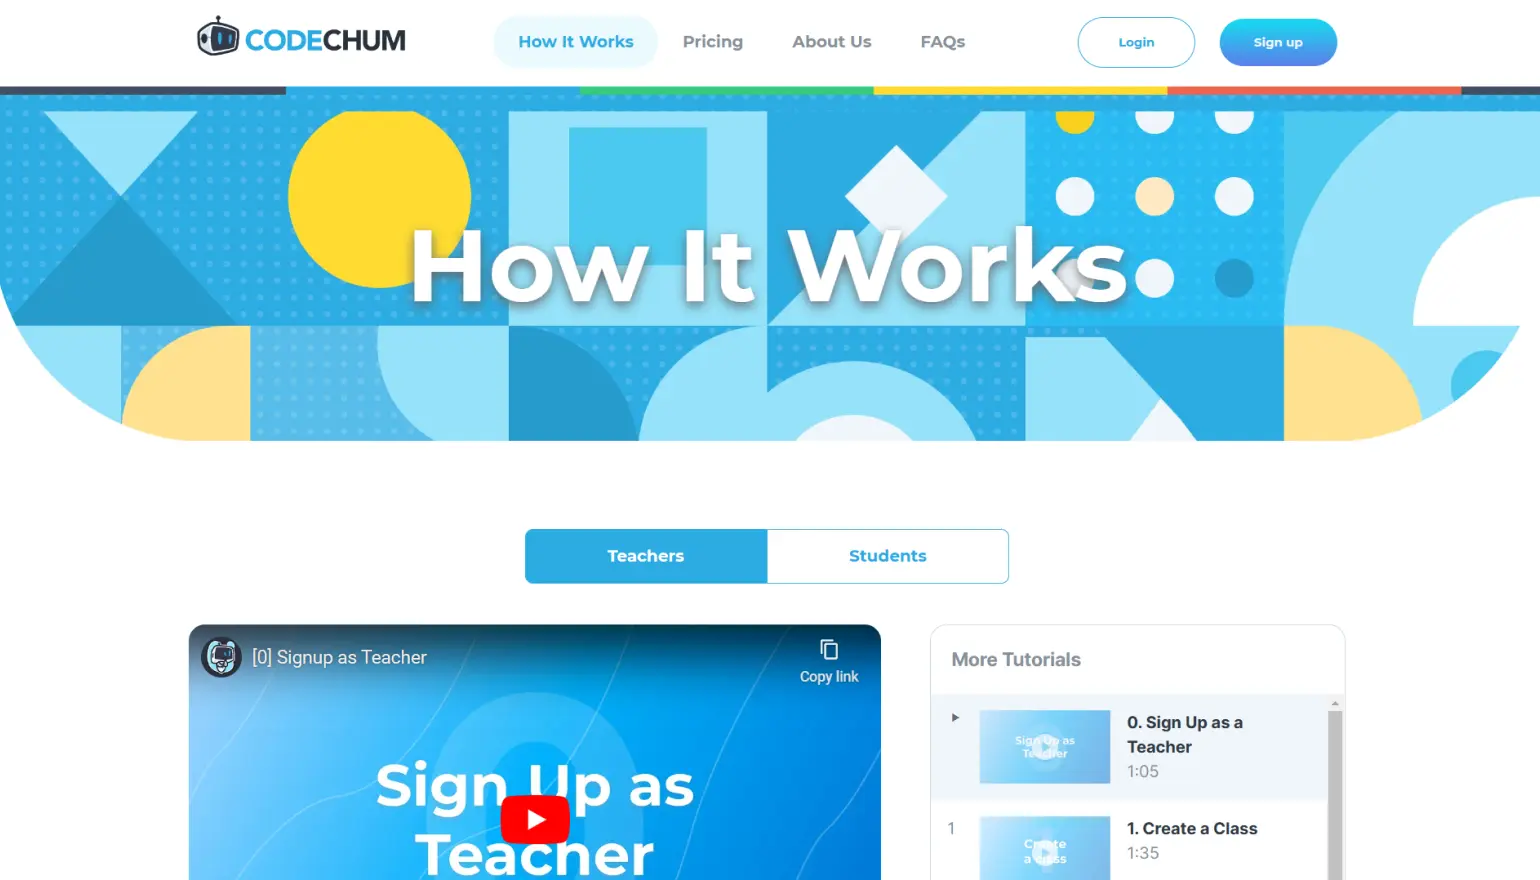 CODECHUM
How It Works
Pricing
About Us
FAQs
Login
Sign up
How It Works
Teachers
Students
[0] Signup as Teacher
Copy link
Sign Up as
Teacher
More Tutorials
Sign Up as
Teacher
0. Sign Up as a
Teacher
1:05
1
Create
a class
1. Create a Class
1:35